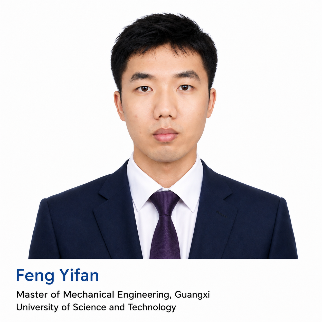 Feng Yifan
Master of Mechanical Engineering, Guangxi
University of Science and Technology